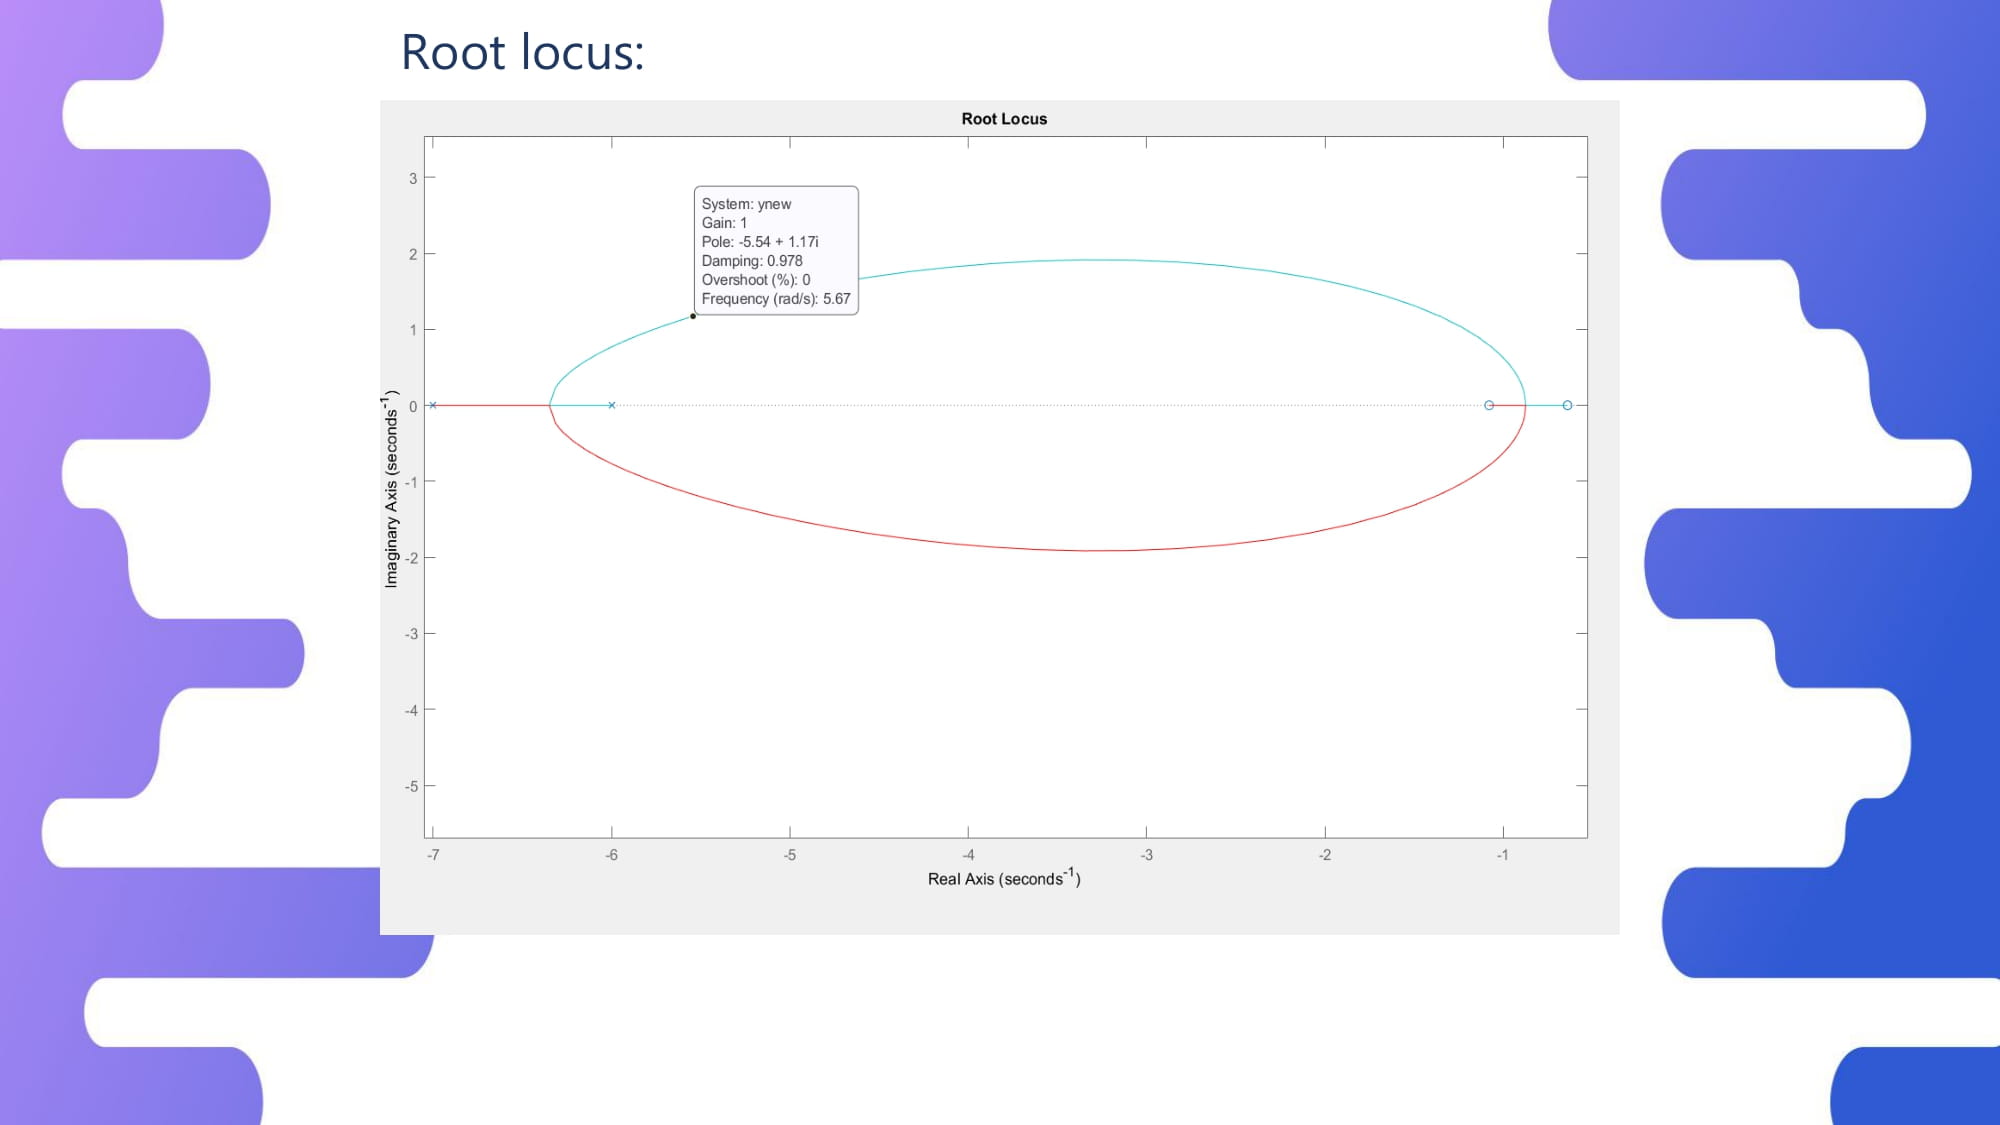 Root locus:
Root Locus
System: ynew
Gain: 1
Pole: -5.54 + 1.17i
Damping: 0.978
Overshoot (%): 0
Frequency (rad/s): 5.67
3
2
1
0
-1
-2
-3
-4
-5
Imaginary Axis (seconds⁻¹)
-7 -6 -5 -4 -3 -2 -1
Real Axis (seconds⁻¹)